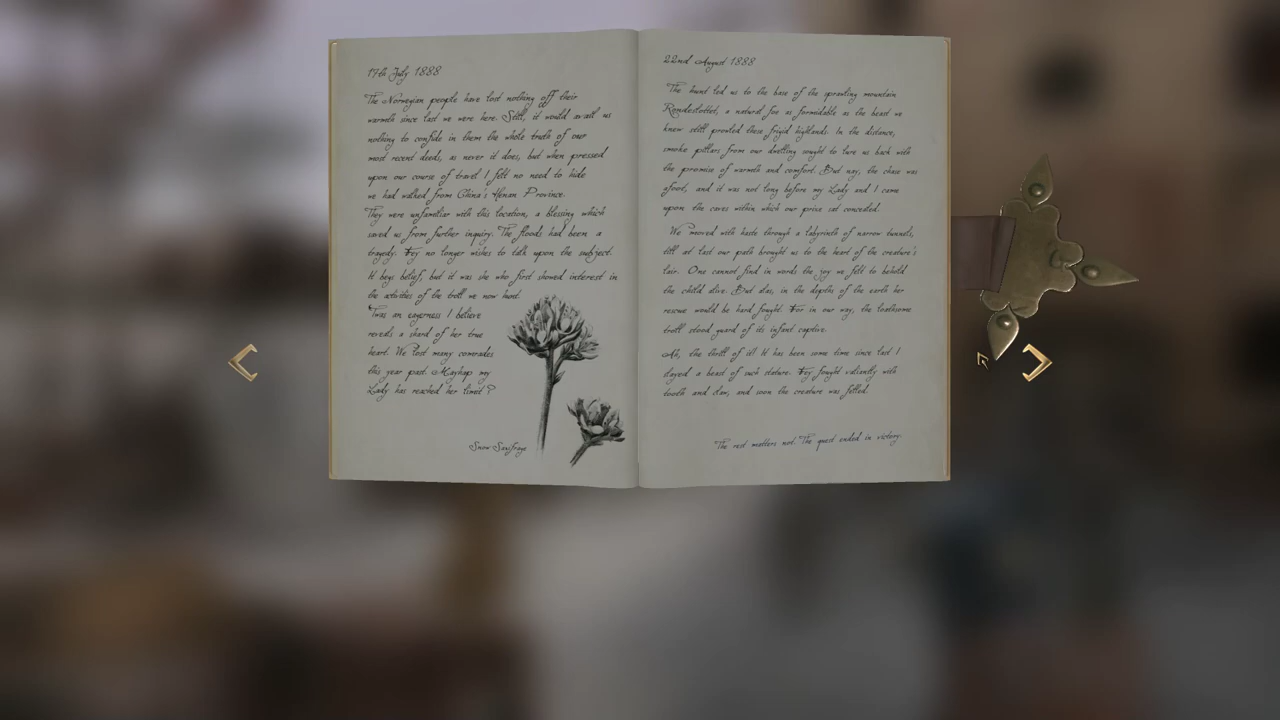 17th July 1888
The Norwegian people have lost nothing off their
warmth since last we were here. Still, it would avail us
nothing to confide in them the whole truth of our
most recent deeds, as never it does, but when pressed
upon our course of travel I felt no need to hide
we had walked from China's Henan Province.
They were unfamiliar with this location, a blessing which
saved us from further inquiry. The floods had been a
tragedy. Fey no longer wishes to talk upon the subject.
It begs belief, but it was she who first showed interest in
the activities of the troll we now hunt.
'Twas an eagerness I believe
reveals a shard of her true
heart. We lost many comrades
this year past. Mayhap my
Lady has reached her limit?
Snow Saxifrage
22nd August 1888
The hunt led us to the base of the sprawling mountain
Rondeslottet, a natural foe as formidable as the beast we
knew still prowled these frigid highlands. In the distance,
smoke pillars from our dwelling sought to lure us back with
the promise of warmth and comfort. But nay, the chase was
afoot, and it was not long before my Lady and I came
upon the caves within which our prize sat concealed.
We moved with haste through a labyrinth of narrow tunnels,
till at last our path brought us to the heart of the creature's
lair. One cannot find in words the joy we felt to behold
the child alive. But alas, in the depths of the earth her
rescue would be hard fought. For in our way, the loathsome
troll stood guard of its infant captive.
Ah, the thrill of it! It has been some time since last I
slayed a beast of such stature. Fey fought valiantly with
tooth and claw, and soon the creature was felled.
The rest matters not. The quest ended in victory.